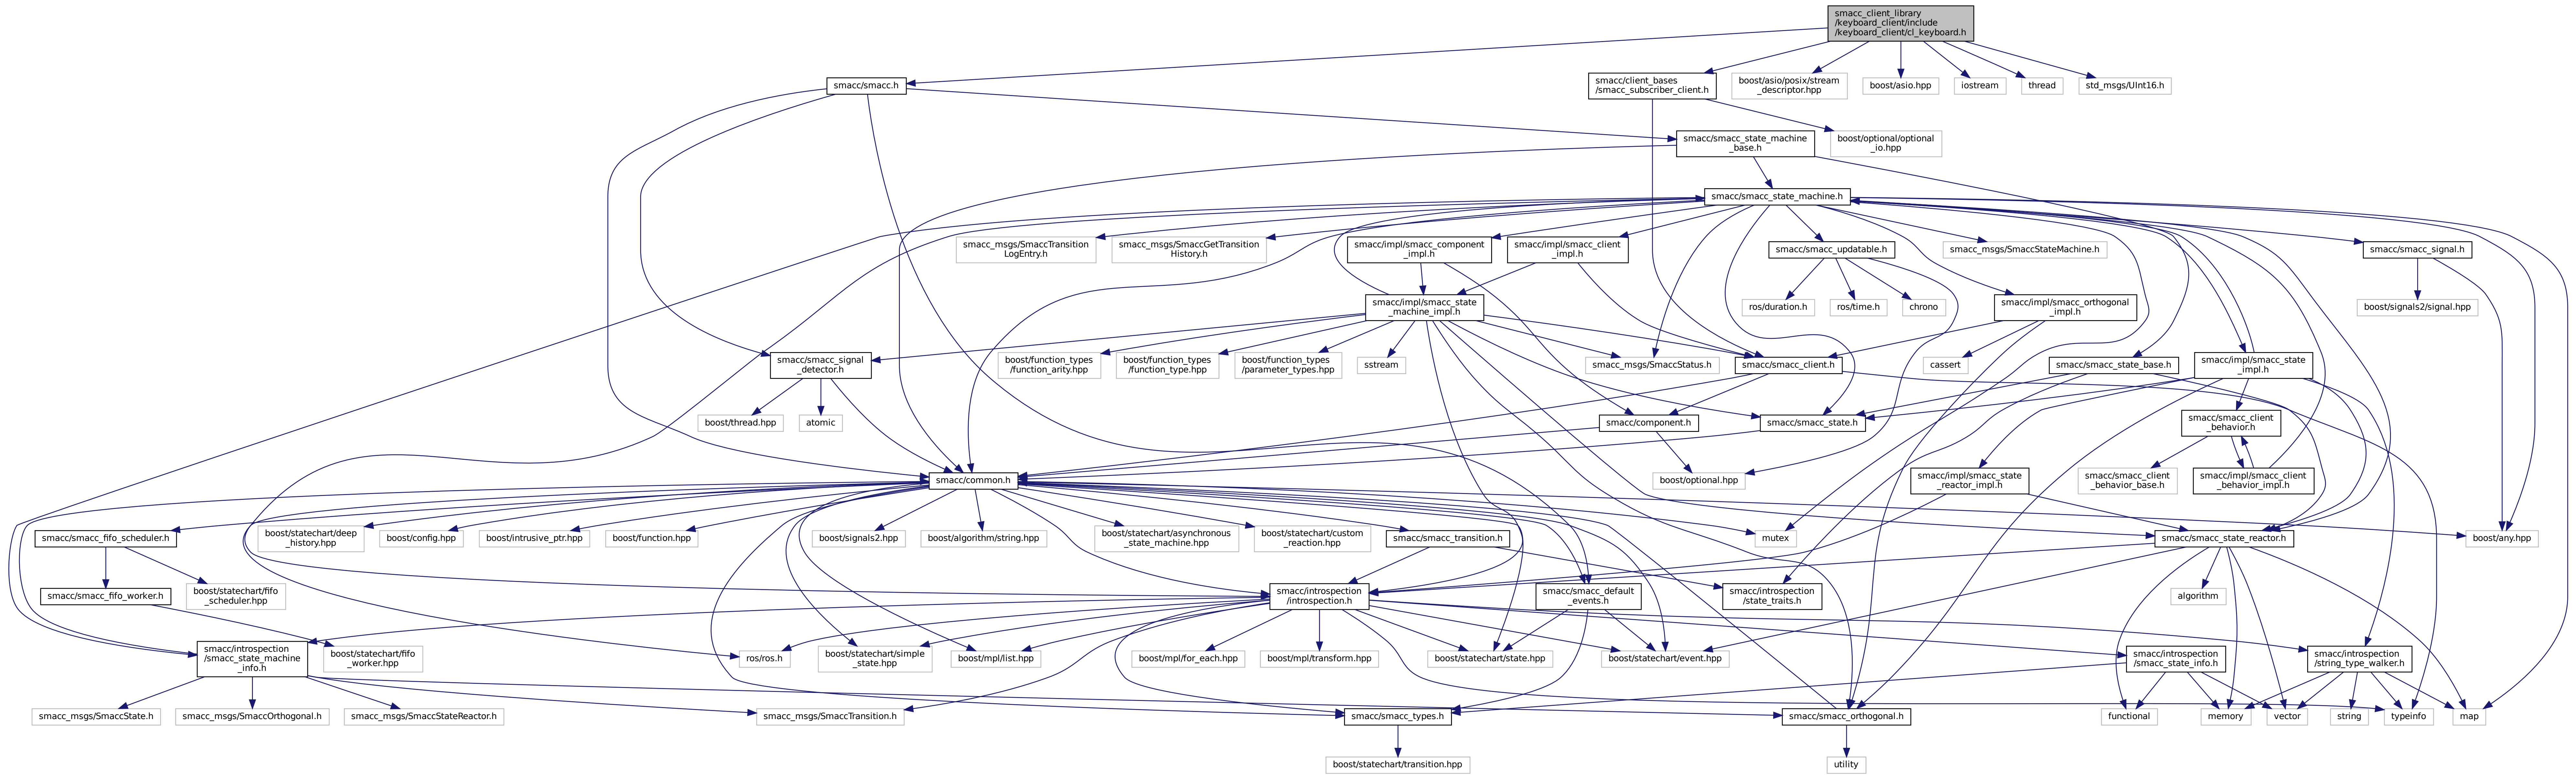 smacc_client_library
/keyboard_client/include
/keyboard_client/cl_keyboard.h
smacc/smacc.h
smacc/client_bases
/smacc_subscriber_client.h
boost/asio/posix/stream
_descriptor.hpp
boost/asio.hpp
iostream
thread
std_msgs/UInt16.h
smacc/smacc_state_machine
_base.h
boost/optional/optional
_io.hpp
smacc/smacc_state_machine.h
smacc_msgs/SmaccTransition
LogEntry.h
smacc_msgs/SmaccGetTransition
History.h
smacc/impl/smacc_component
_impl.h
smacc/impl/smacc_client
_impl.h
smacc/smacc_updatable.h
smacc_msgs/SmaccStateMachine.h
smacc/smacc_signal.h
smacc/impl/smacc_state
_machine_impl.h
ros/duration.h
ros/time.h
chrono
smacc/impl/smacc_orthogonal
_impl.h
boost/signals2/signal.hpp
smacc/smacc_signal
_detector.h
boost/function_types
/function_arity.hpp
boost/function_types
/function_type.hpp
boost/function_types
/parameter_types.hpp
sstream
smacc_msgs/SmaccStatus.h
smacc/smacc_client.h
cassert
smacc/smacc_state_base.h
smacc/impl/smacc_state
_impl.h
boost/thread.hpp
atomic
smacc/component.h
smacc/smacc_state.h
smacc/smacc_client
_behavior.h
smacc/common.h
boost/optional.hpp
smacc/impl/smacc_state
_reactor_impl.h
smacc/smacc_client
_behavior_base.h
smacc/impl/smacc_client
_behavior_impl.h
smacc/smacc_fifo_scheduler.h
boost/statechart/deep
_history.hpp
boost/config.hpp
boost/intrusive_ptr.hpp
boost/function.hpp
boost/signals2.hpp
boost/algorithm/string.hpp
boost/statechart/asynchronous
_state_machine.hpp
boost/statechart/custom
_reaction.hpp
smacc/smacc_transition.h
mutex
smacc/smacc_state_reactor.h
boost/any.hpp
smacc/smacc_fifo_worker.h
boost/statechart/fifo
_scheduler.hpp
smacc/introspection
/introspection.h
smacc/smacc_default
_events.h
smacc/introspection
/state_traits.h
algorithm
smacc/introspection
/smacc_state_machine
_info.h
boost/statechart/fifo
_worker.hpp
ros/ros.h
boost/statechart/simple
_state.hpp
boost/mpl/list.hpp
boost/mpl/for_each.hpp
boost/mpl/transform.hpp
boost/statechart/state.hpp
boost/statechart/event.hpp
smacc/introspection
/smacc_state_info.h
smacc/introspection
/string_type_walker.h
smacc_msgs/SmaccState.h
smacc_msgs/SmaccOrthogonal.h
smacc_msgs/SmaccStateReactor.h
smacc_msgs/SmaccTransition.h
smacc/smacc_types.h
smacc/smacc_orthogonal.h
functional
memory
vector
string
typeinfo
map
boost/statechart/transition.hpp
utility